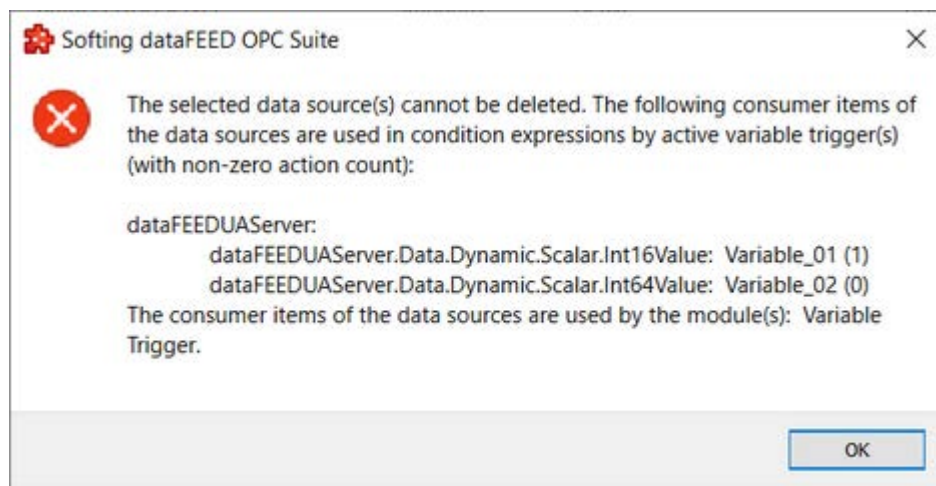 Softing dataFEED OPC Suite
The selected data source(s) cannot be deleted. The following consumer items of
the data sources are used in condition expressions by active variable trigger(s)
(with non-zero action count):
dataFEEDUAServer:
dataFEEDUAServer.Data.Dynamic.Scalar.Int16Value: Variable_01 (1)
dataFEEDUAServer.Data.Dynamic.Scalar.Int64Value: Variable_02 (0)
The consumer items of the data sources are used by the module(s): Variable
Trigger.
OK